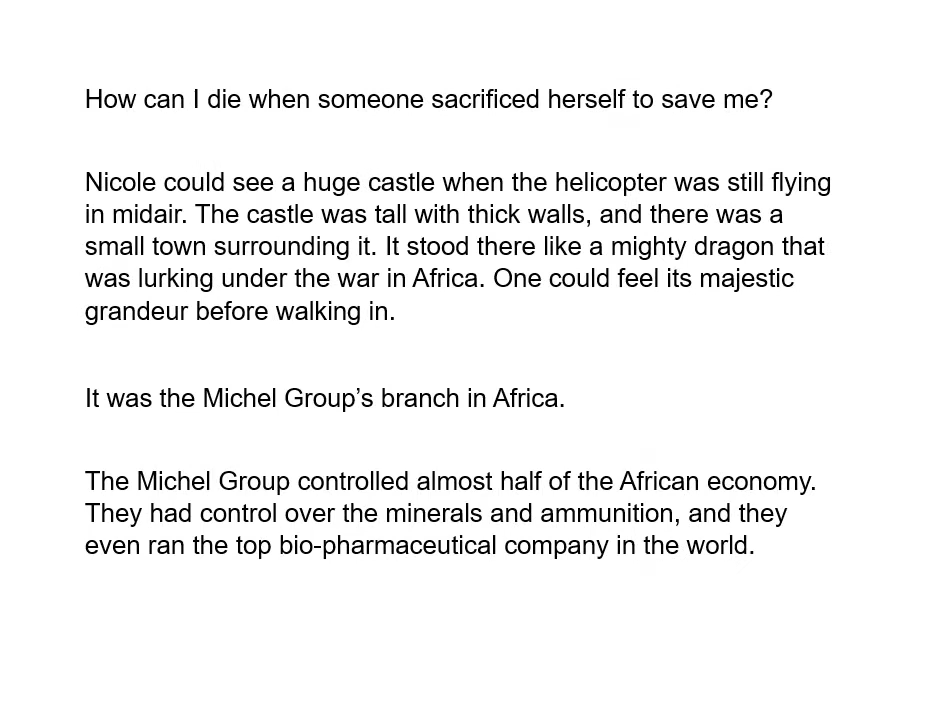 How can I die when someone sacrificed herself to save me?
Nicole could see a huge castle when the helicopter was still flying
in midair. The castle was tall with thick walls, and there was a
small town surrounding it. It stood there like a mighty dragon that
was lurking under the war in Africa. One could feel its majestic
grandeur before walking in.
It was the Michel Group’s branch in Africa.
The Michel Group controlled almost half of the African economy.
They had control over the minerals and ammunition, and they
even ran the top bio-pharmaceutical company in the world.